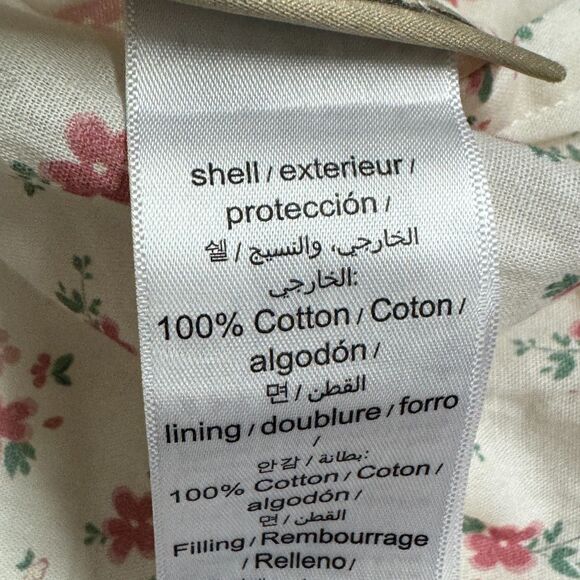 shell / exterieur /
protección /
쉘 / الخارجي، والنسيج
الخارجي:
100% Cotton / Coton /
algodón /
면 / القطن /
lining / doublure / forro
/
안감 / بطانة:
100% Cotton / Coton /
algodón /
면 / القطن /
Filling / Rembourrage
/ Relleno /